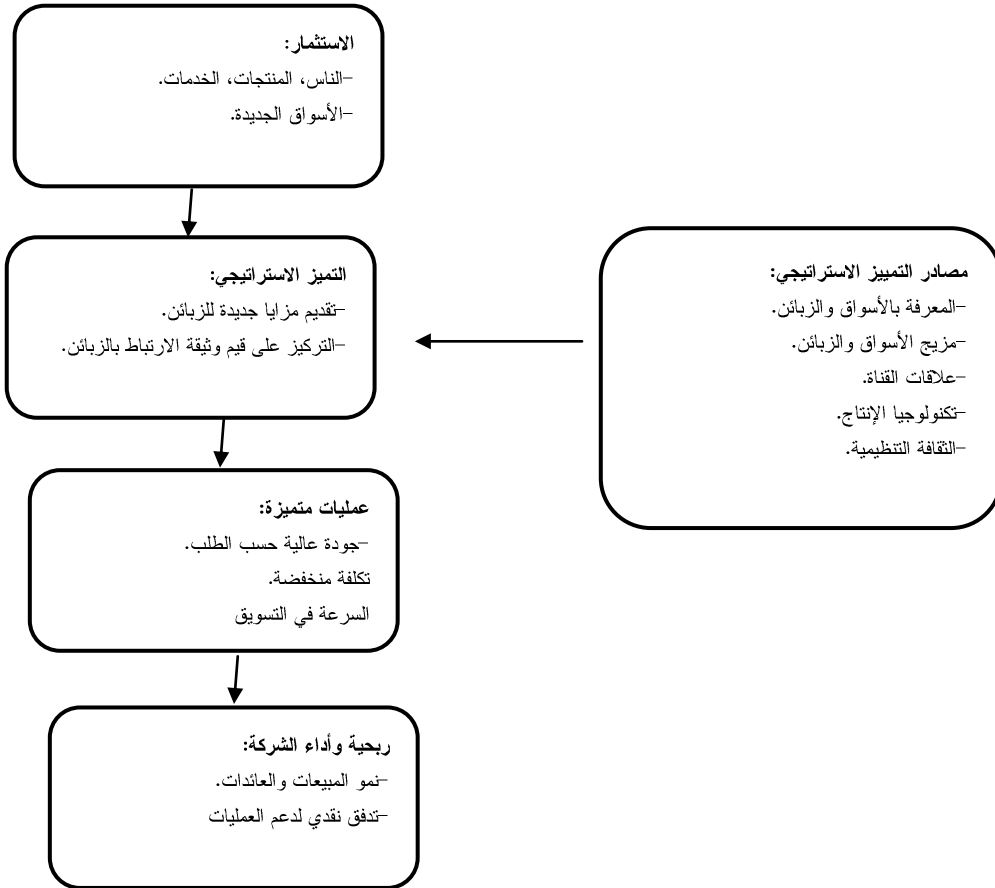 الاستثمار:
-الناس، المنتجات، الخدمات.
-الأسواق الجديدة.
التميز الاستراتيجي:
-تقديم مزايا جديدة للزبائن.
-التركيز على قيم وثيقة الارتباط بالزبائن.
مصادر التمييز الاستراتيجي:
-المعرفة بالأسواق والزبائن.
-مزيج الأسواق والزبائن.
-علاقات القناة.
-تكنولوجيا الإنتاج.
-الثقافة التنظيمية.
عمليات متميزة:
-جودة عالية حسب الطلب.
تكلفة منخفضة.
السرعة في التسويق
ربحية وأداء الشركة:
-نمو المبيعات والعائدات.
-تدفق نقدي لدعم العمليات